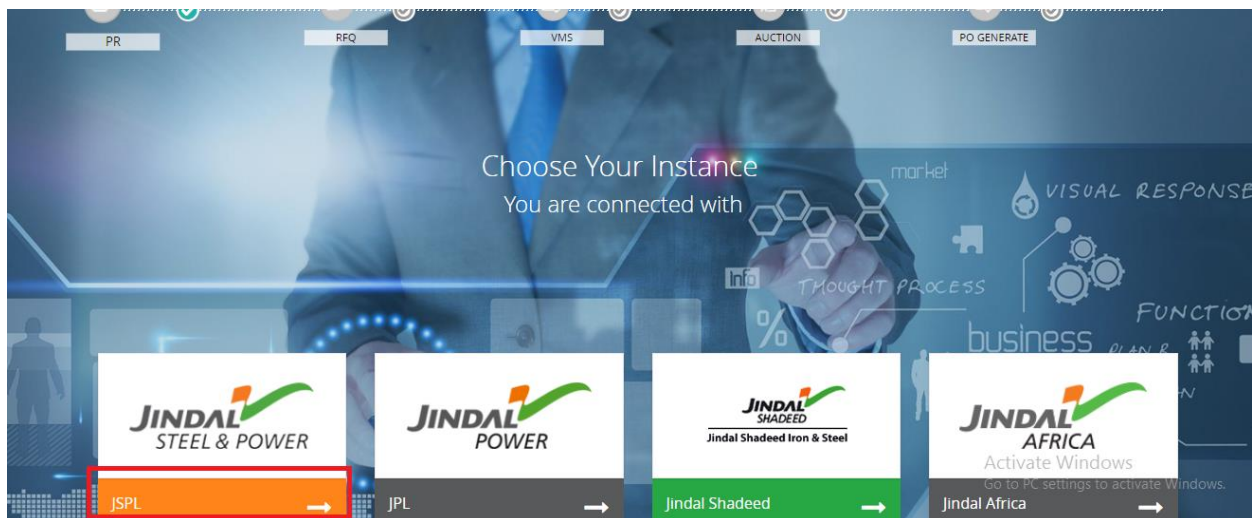 PR
RFQ
VMS
AUCTION
PO GENERATE
Choose Your Instance
You are connected with
market
VISUAL RESPONSE
Info
THOUGHT PROCESS
%
FUNCTION
business
PLAN B
JINDAL
STEEL & POWER
JINDAL
POWER
JINDAL
SHADEED
Jindal Shadeed Iron & Steel
JINDAL
AFRICA
Activate Windows
Go to PC settings to activate Windows.
JSPL
JPL
Jindal Shadeed
Jindal Africa